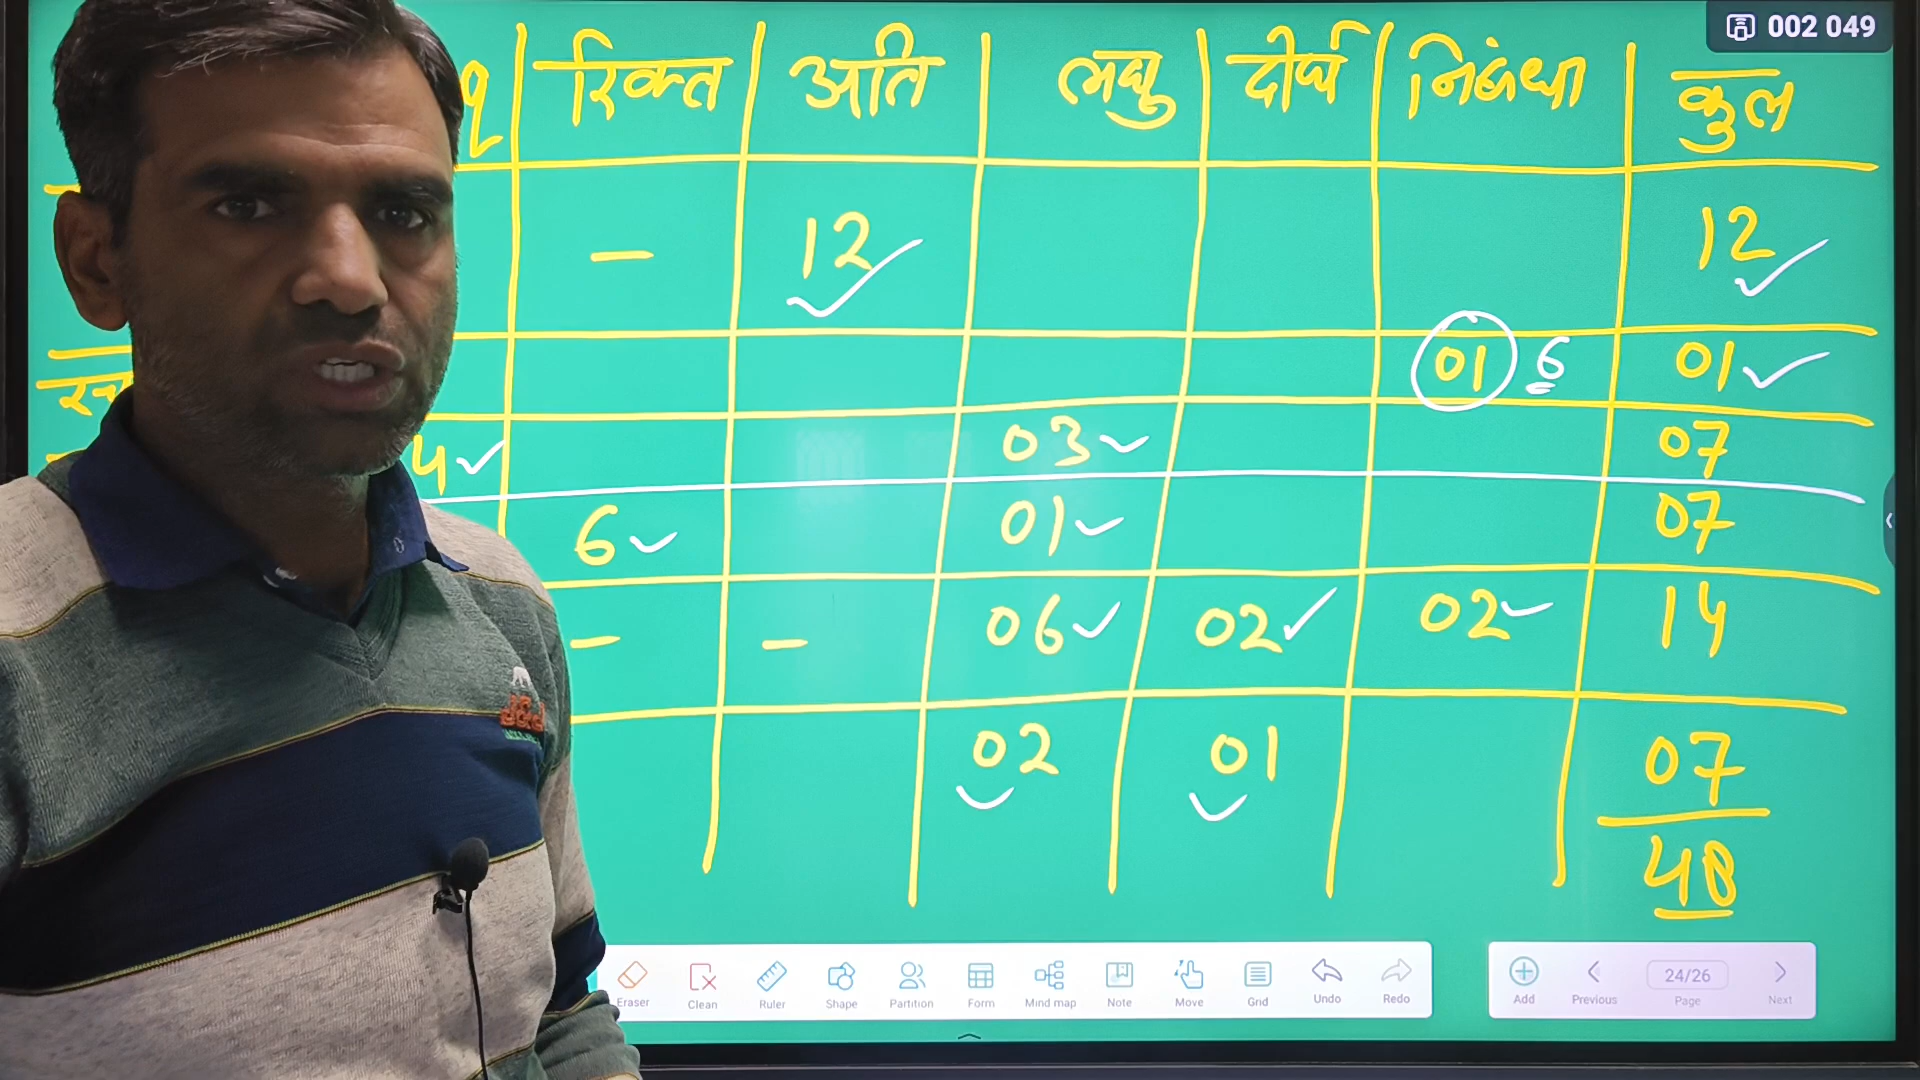 002 049
रिक्त अति लघु दीर्घ निबंधा कुल
– 12 12
01 6 01
4 03 07
6 01 07
– – 06 02 02 14
02 01 07
48
Eraser Clean Ruler Shape Partition Form Mind map Note Move Grid Undo Redo
Add Previous 24/26 Page Next